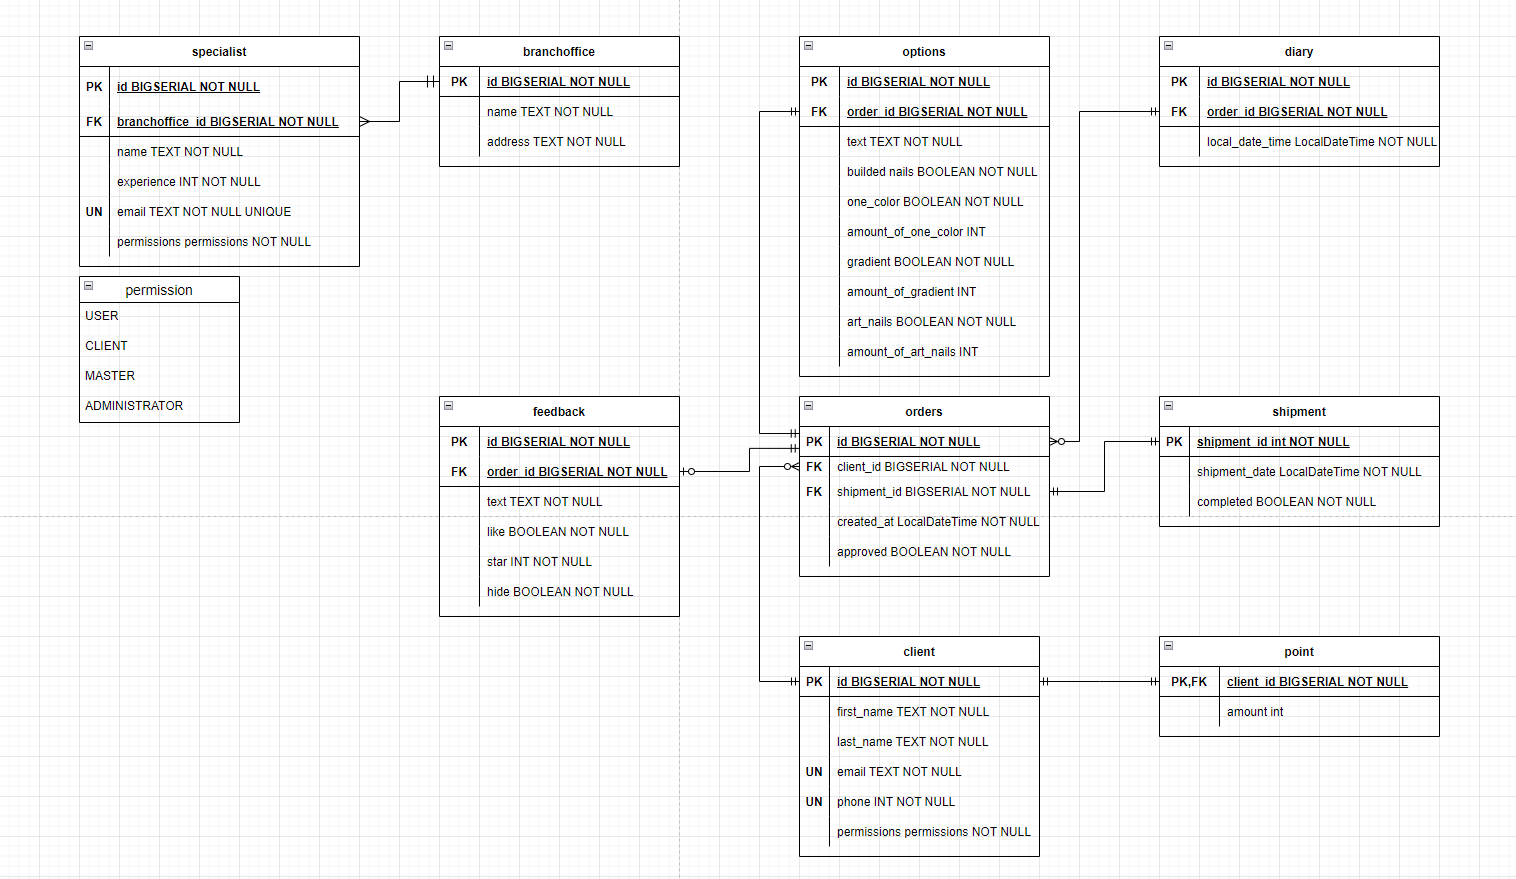 specialist
PK id BIGSERIAL NOT NULL
FK branchoffice_id BIGSERIAL NOT NULL
name TEXT NOT NULL
experience INT NOT NULL
UN email TEXT NOT NULL UNIQUE
permissions permissions NOT NULL
permission
USER
CLIENT
MASTER
ADMINISTRATOR
branchoffice
PK id BIGSERIAL NOT NULL
name TEXT NOT NULL
address TEXT NOT NULL
options
PK id BIGSERIAL NOT NULL
FK order_id BIGSERIAL NOT NULL
text TEXT NOT NULL
builded nails BOOLEAN NOT NULL
one_color BOOLEAN NOT NULL
amount_of_one_color INT
gradient BOOLEAN NOT NULL
amount_of_gradient INT
art_nails BOOLEAN NOT NULL
amount_of_art_nails INT
diary
PK id BIGSERIAL NOT NULL
FK order_id BIGSERIAL NOT NULL
local_date_time LocalDateTime NOT NULL
feedback
PK id BIGSERIAL NOT NULL
FK order_id BIGSERIAL NOT NULL
text TEXT NOT NULL
like BOOLEAN NOT NULL
star INT NOT NULL
hide BOOLEAN NOT NULL
orders
PK id BIGSERIAL NOT NULL
FK client_id BIGSERIAL NOT NULL
FK shipment_id BIGSERIAL NOT NULL
created_at LocalDateTime NOT NULL
approved BOOLEAN NOT NULL
shipment
PK shipment_id int NOT NULL
shipment_date LocalDateTime NOT NULL
completed BOOLEAN NOT NULL
client
PK id BIGSERIAL NOT NULL
first_name TEXT NOT NULL
last_name TEXT NOT NULL
UN email TEXT NOT NULL
UN phone INT NOT NULL
permissions permissions NOT NULL
point
PK,FK client_id BIGSERIAL NOT NULL
amount int